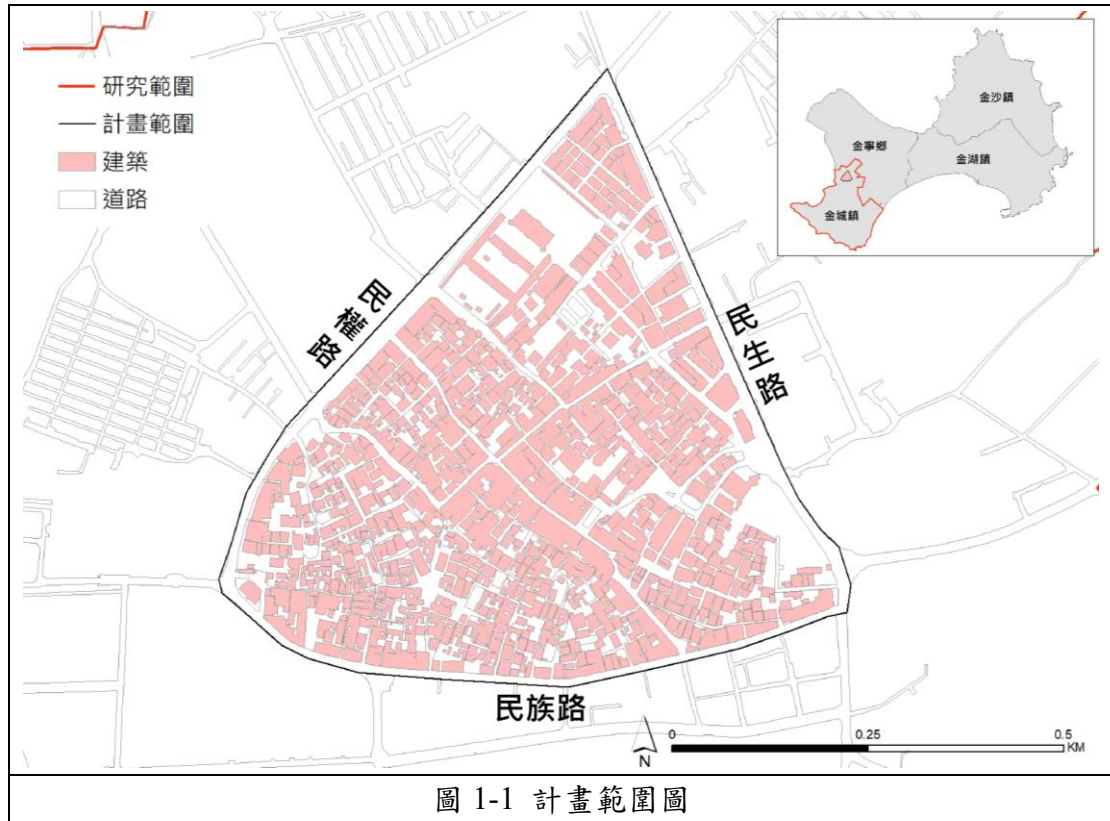 研究範圍
計畫範圍
建築
道路
金沙鎮
金寧鄉
金湖鎮
金城鎮
民權路
民生路
民族路
N
0 0.25 0.5
KM
圖 1-1 計畫範圍圖